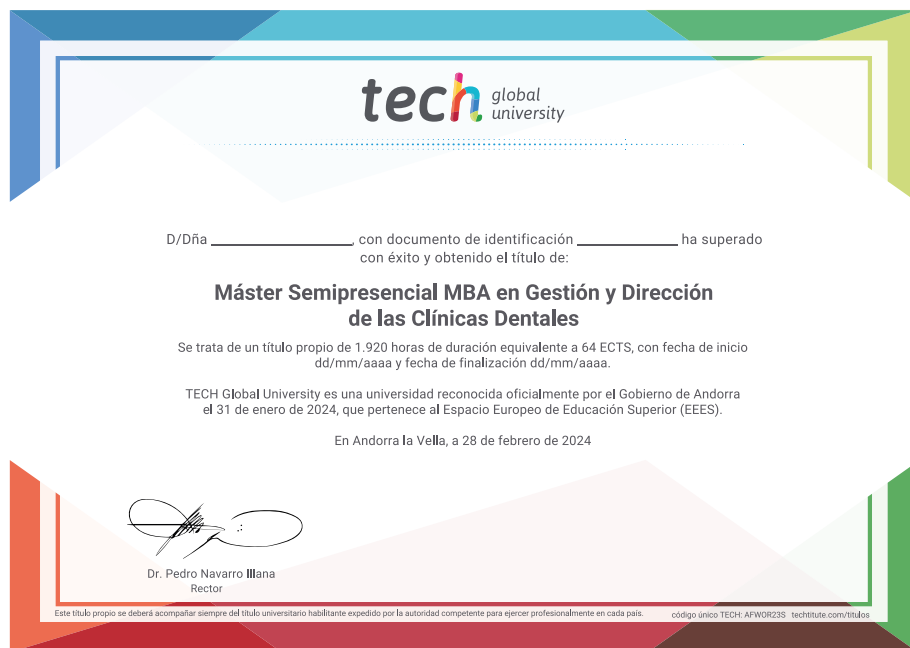 tech global
university
D/Dña ______________, con documento de identificación __________ ha superado
con éxito y obtenido el título de:
Máster Semipresencial MBA en Gestión y Dirección
de las Clínicas Dentales
Se trata de un título propio de 1.920 horas de duración equivalente a 64 ECTS, con fecha de inicio
dd/mm/aaaa y fecha de finalización dd/mm/aaaa.
TECH Global University es una universidad reconocida oficialmente por el Gobierno de Andorra
el 31 de enero de 2024, que pertenece al Espacio Europeo de Educación Superior (EEES).
En Andorra la Vella, a 28 de febrero de 2024
Dr. Pedro Navarro Illana
Rector
Este título propio se deberá acompañar siempre del título universitario habilitante expedido por la autoridad competente para ejercer profesionalmente en cada país. código único TECH: AFWOR23S techtitute.com/titulos